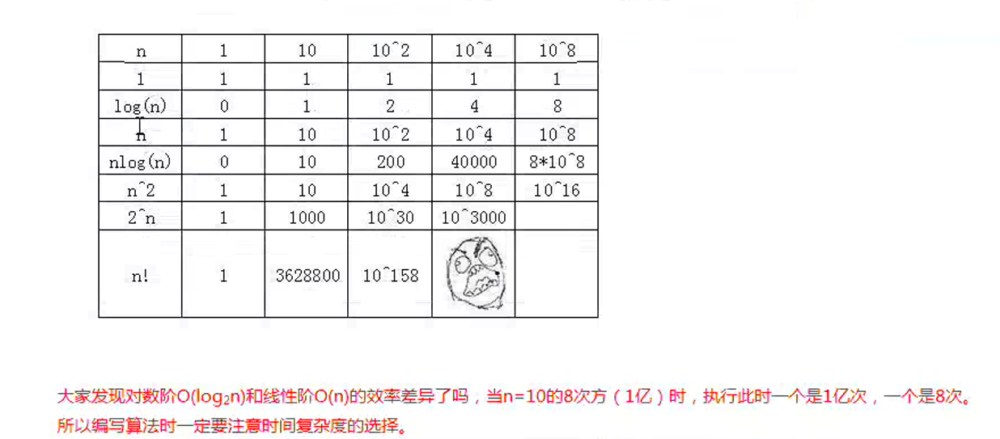 n 1 10 10^2 10^4 10^8
1 1 1 1 1 1
log(n) 0 1 2 4 8
n 1 10 10^2 10^4 10^8
nlog(n) 0 10 200 40000 8*10^8
n^2 1 10 10^4 10^8 10^16
2^n 1 1000 10^30 10^3000
n! 1 3628800 10^158
大家发现对数阶O(log₂n)和线性阶O(n)的效率差异了吗，当n=10的8次方（1亿）时，执行此时一个是1亿次，一个是8次。
所以编写算法时一定要注意时间复杂度的选择。